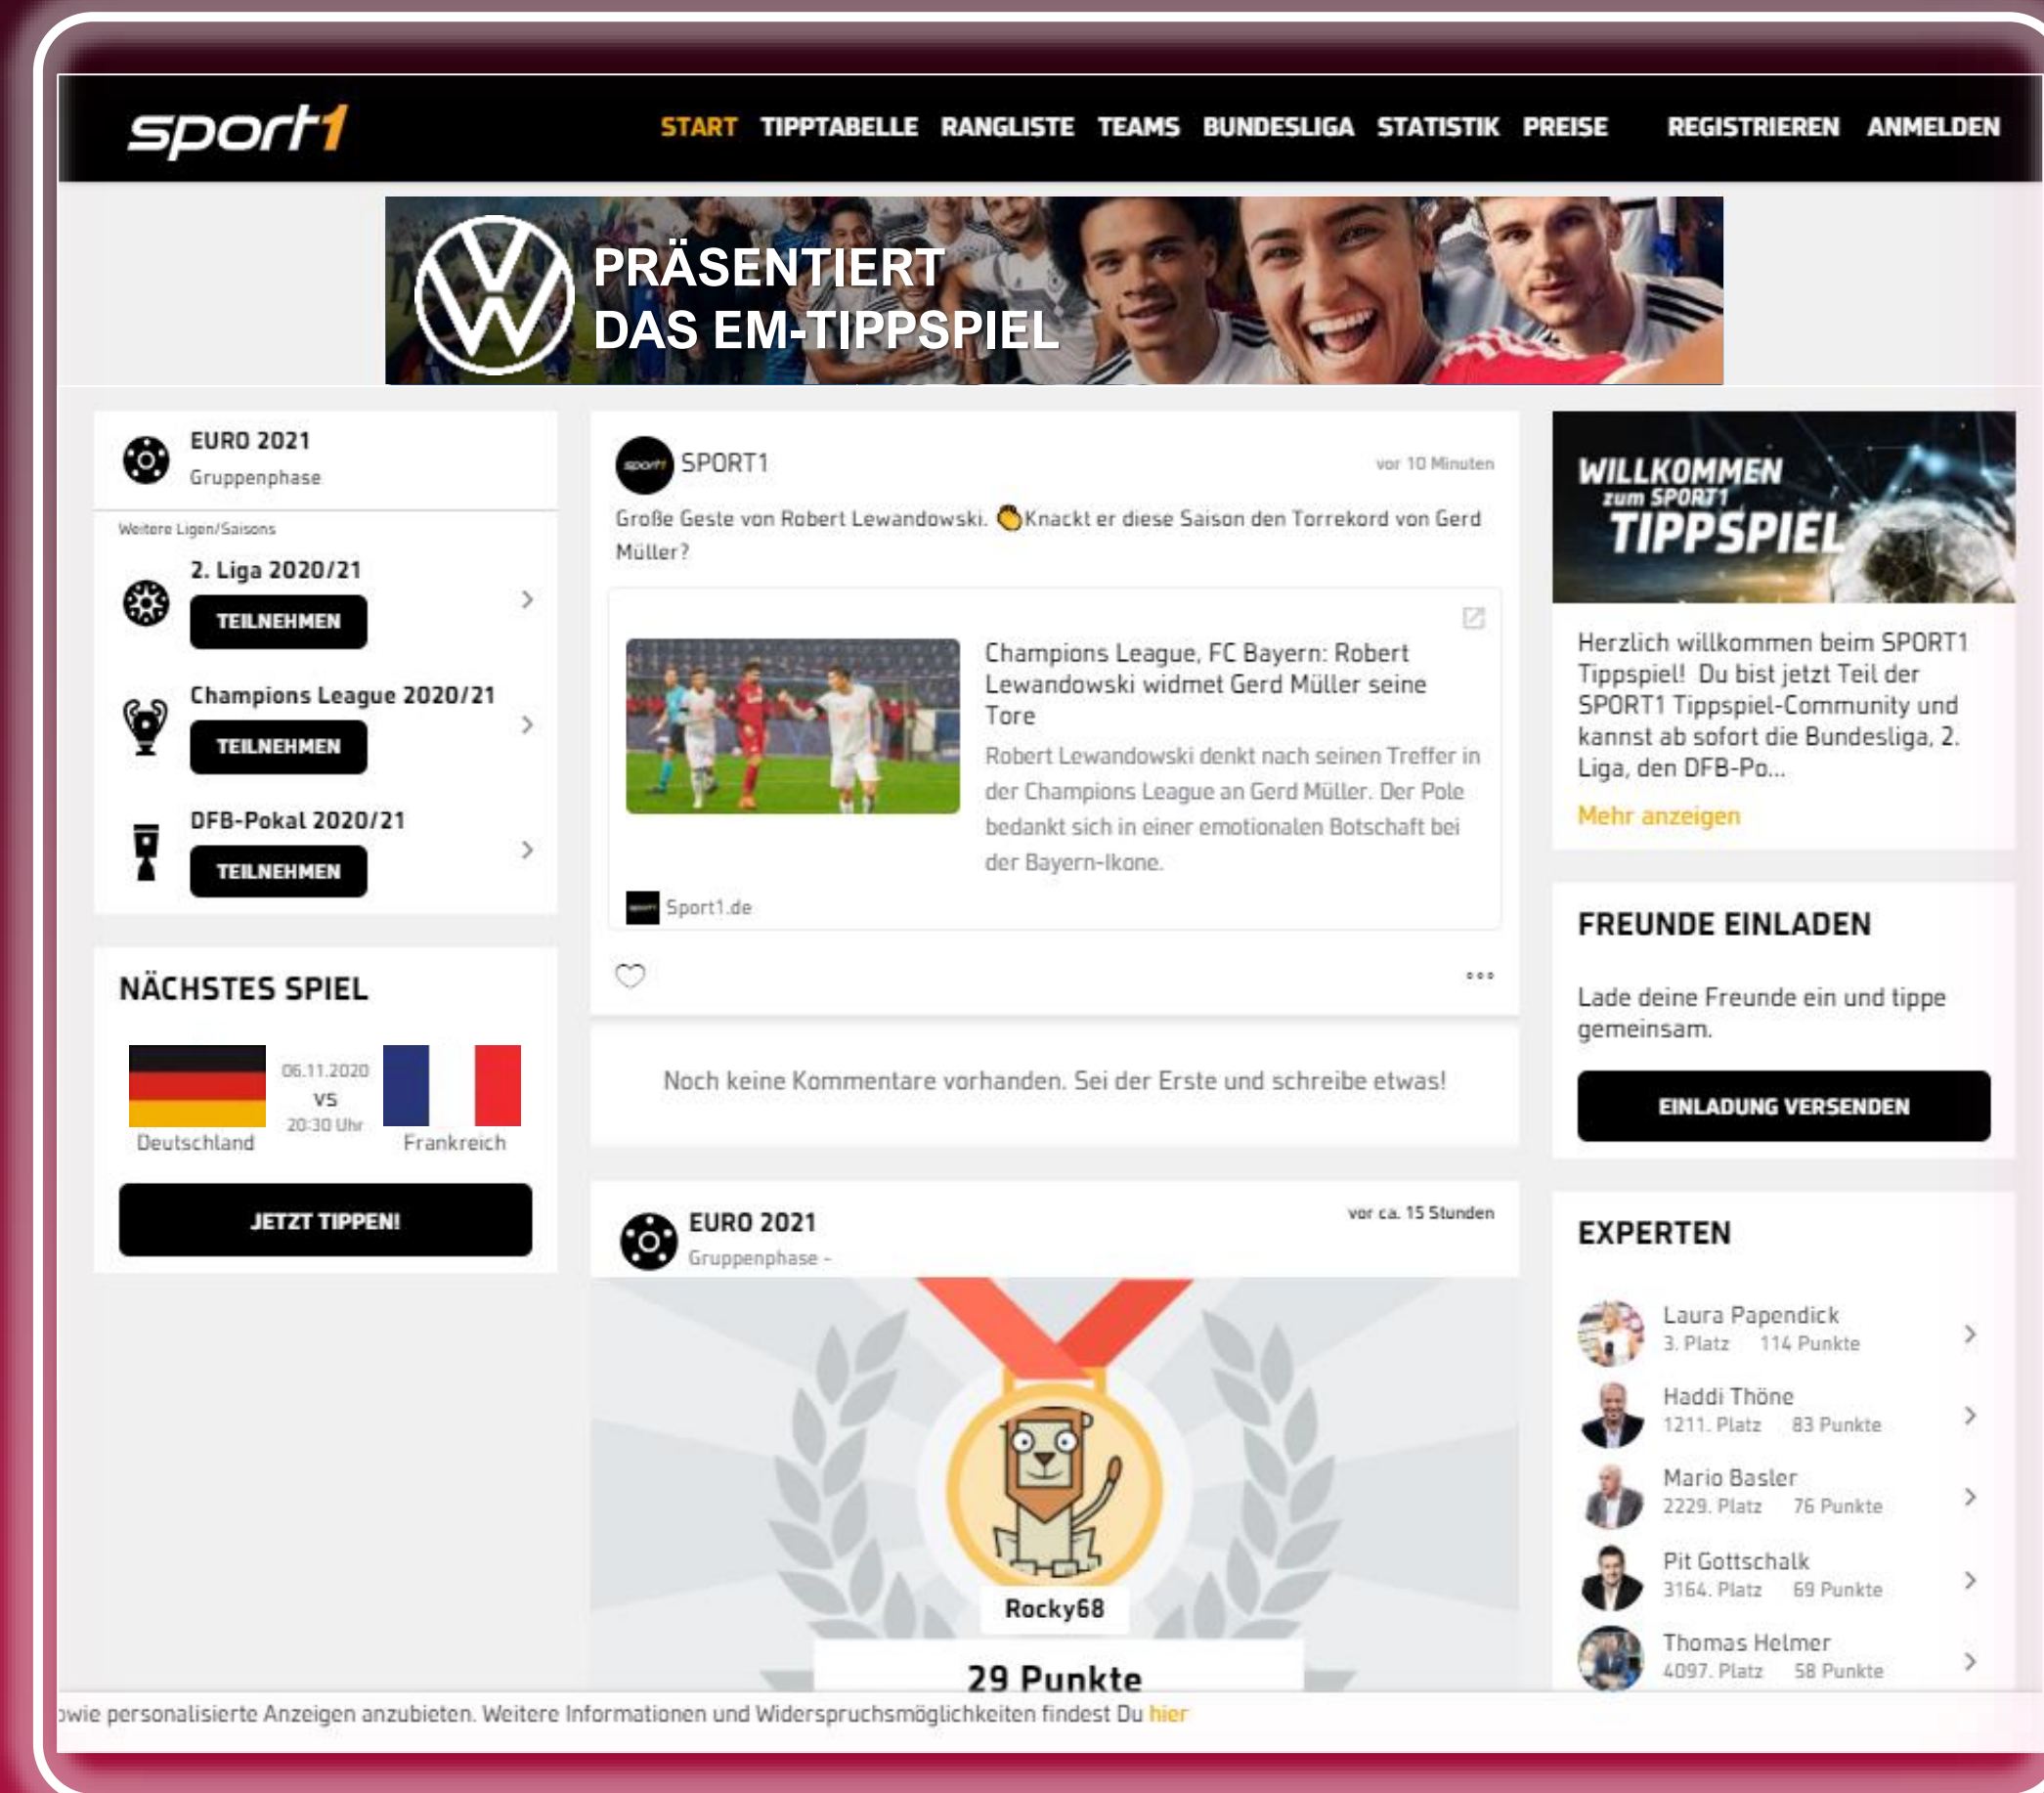 sport1
START TIPPTABELLE RANGLISTE TEAMS BUNDESLIGA STATISTIK PREISE REGISTRIEREN ANMELDEN
PRÄSENTIERT
DAS EM-TIPPSPIEL
EURO 2021
Gruppenphase
Weitere Ligen/Saisons
2. Liga 2020/21
TEILNEHMEN
Champions League 2020/21
TEILNEHMEN
DFB-Pokal 2020/21
TEILNEHMEN
NÄCHSTES SPIEL
06.11.2020
VS
20:30 Uhr
Deutschland
Frankreich
JETZT TIPPEN!
sport1
SPORT1
vor 10 Minuten
Große Geste von Robert Lewandowski. 👏Knackt er diese Saison den Torrekord von Gerd
Müller?
Champions League, FC Bayern: Robert
Lewandowski widmet Gerd Müller seine
Tore
Robert Lewandowski denkt nach seinen Treffer in
der Champions League an Gerd Müller. Der Pole
bedankt sich in einer emotionalen Botschaft bei
der Bayern-Ikone.
Sport1.de
Noch keine Kommentare vorhanden. Sei der Erste und schreibe etwas!
EURO 2021
Gruppenphase -
vor ca. 15 Stunden
Rocky68
29 Punkte
WILLKOMMEN
zum SPORT1
TIPPSPIEL
Herzlich willkommen beim SPORT1
Tippspiel! Du bist jetzt Teil der
SPORT1 Tippspiel-Community und
kannst ab sofort die Bundesliga, 2.
Liga, den DFB-Po...
Mehr anzeigen
FREUNDE EINLADEN
Lade deine Freunde ein und tippe
gemeinsam.
EINLADUNG VERSENDEN
EXPERTEN
Laura Papendick
3. Platz 114 Punkte
Haddi Thöne
1211. Platz 83 Punkte
Mario Basler
2229. Platz 76 Punkte
Pit Gottschalk
3164. Platz 69 Punkte
Thomas Helmer
4097. Platz 58 Punkte
owie personalisierte Anzeigen anzubieten. Weitere Informationen und Widerspruchsmöglichkeiten findest Du hier